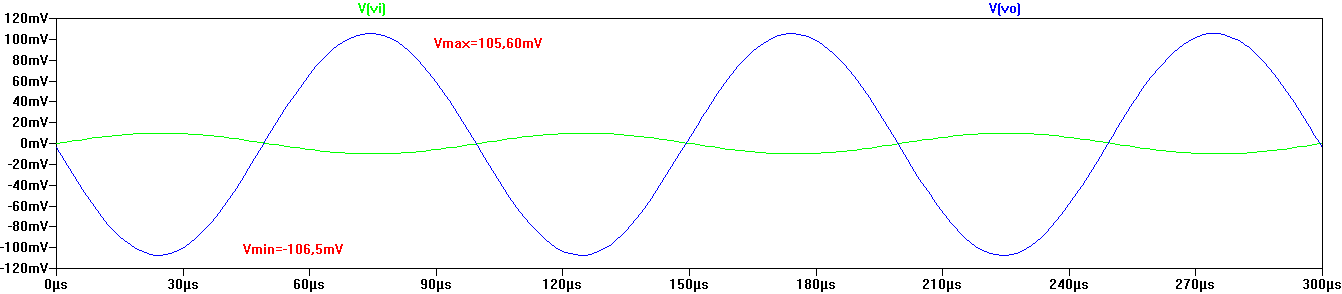 V(vi) V(vo)
120mV
100mV
Vmax=105,60mV
80mV
60mV
40mV
20mV
0mV
-20mV
-40mV
-60mV
-80mV
-100mV
Vmin=-106,5mV
-120mV
0µs 30µs 60µs 90µs 120µs 150µs 180µs 210µs 240µs 270µs 300µs